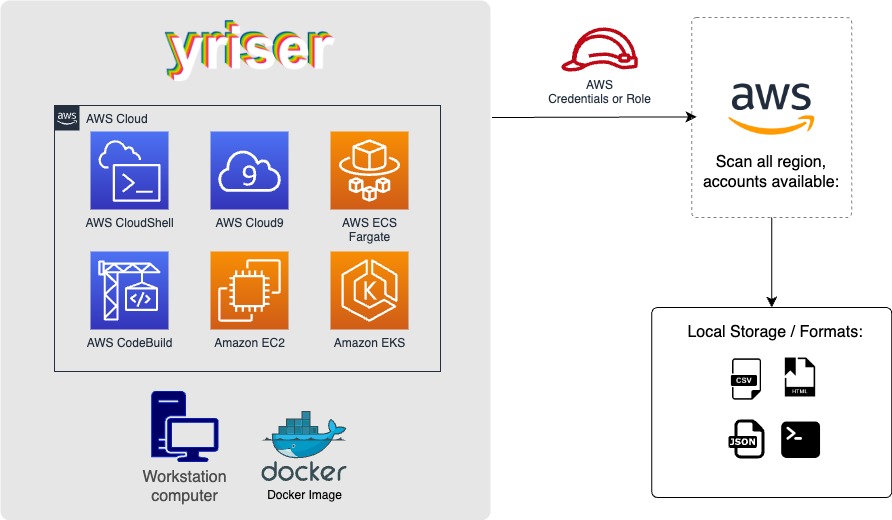 yriser
aws
AWS Cloud
AWS CloudShell
9
AWS Cloud9
AWS ECS
Fargate
AWS CodeBuild
Amazon EC2
K
Amazon EKS
Workstation
computer
docker
Docker Image
AWS
Credentials or Role
aws
Scan all region,
accounts available:
Local Storage / Formats:
CSV
HTML
JSON